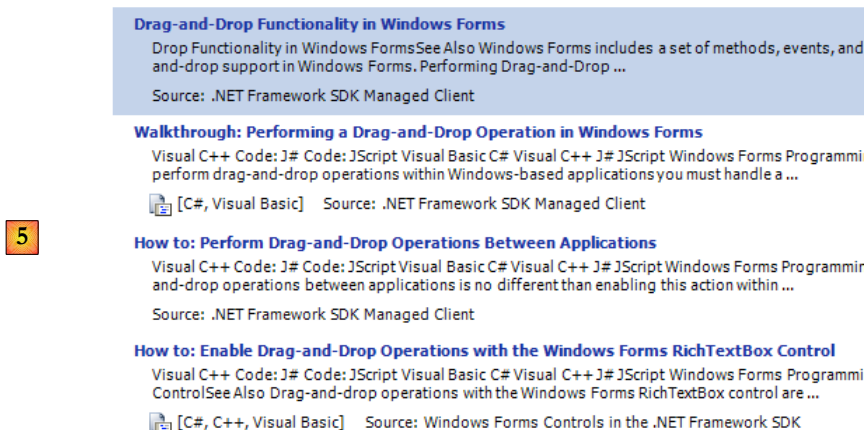 Drag-and-Drop Functionality in Windows Forms
Drop Functionality in Windows FormsSee Also Windows Forms includes a set of methods, events, and
and-drop support in Windows Forms. Performing Drag-and-Drop ...
Source: .NET Framework SDK Managed Client
Walkthrough: Performing a Drag-and-Drop Operation in Windows Forms
Visual C++ Code: J# Code: JScript Visual Basic C# Visual C++ J# JScript Windows Forms Programmi
perform drag-and-drop operations within Windows-based applications you must handle a ...
[C#, Visual Basic] Source: .NET Framework SDK Managed Client
5
How to: Perform Drag-and-Drop Operations Between Applications
Visual C++ Code: J# Code: JScript Visual Basic C# Visual C++ J# JScript Windows Forms Programmin
and-drop operations between applications is no different than enabling this action within ...
Source: .NET Framework SDK Managed Client
How to: Enable Drag-and-Drop Operations with the Windows Forms RichTextBox Control
Visual C++ Code: J# Code: JScript Visual Basic C# Visual C++ J# JScript Windows Forms Programmi
ControlSee Also Drag-and-drop operations with the Windows Forms RichTextBox control are ...
[C#, C++, Visual Basic] Source: Windows Forms Controls in the .NET Framework SDK